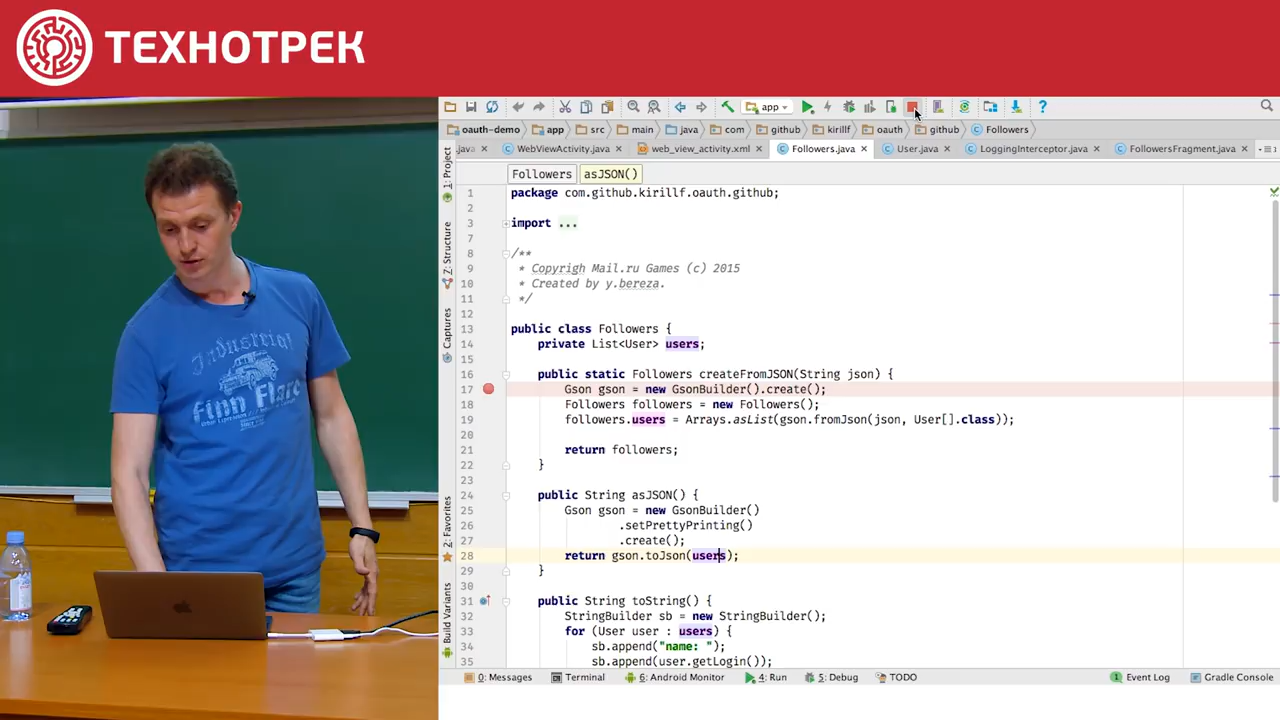 ТЕХНОТРЕК
Industrial
Finn Flare
app
oauth-demo app src main java com github kirillf oauth github Followers
.java WebViewActivity.java web_view_activity.xml Followers.java User.java LoggingInterceptor.java FollowersFragment.java
Followers asJSON()
1: Project
7: Structure
Captures
2: Favorites
Build Variants
1 package com.github.kirillf.oauth.github;
2
3 import ...
7
8 /**
9 * Copyrigh Mail.ru Games (c) 2015
10 * Created by y.bereza.
11 */
12
13 public class Followers {
14 private List<User> users;
15
16 public static Followers createFromJSON(String json) {
17 Gson gson = new GsonBuilder().create();
18 Followers followers = new Followers();
19 followers.users = Arrays.asList(gson.fromJson(json, User[].class));
20
21 return followers;
22 }
23
24 public String asJSON() {
25 Gson gson = new GsonBuilder()
26 .setPrettyPrinting()
27 .create();
28 return gson.toJson(users);
29 }
30
31 public String toString() {
32 StringBuilder sb = new StringBuilder();
33 for (User user : users) {
34 sb.append("name: ");
35 sb.append(user.getLogin());
0: Messages Terminal 6: Android Monitor 4: Run 5: Debug TODO 1 Event Log Gradle Console